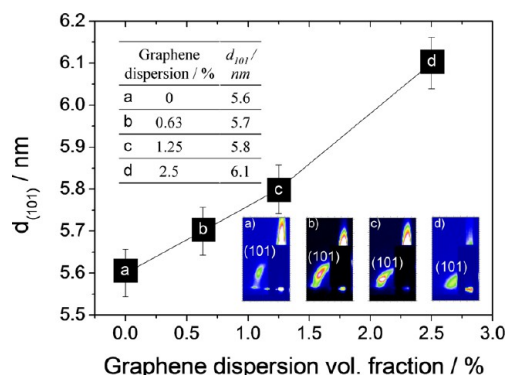 6.2
6.1
6.0
5.9
5.8
5.7
5.6
5.5
d(101) / nm
Graphene dispersion / % d101 / nm
a 0 5.6
b 0.63 5.7
c 1.25 5.8
d 2.5 6.1
a
b
c
d
a) b) c) d)
(101) (101) (101) (101)
0.0 0.5 1.0 1.5 2.0 2.5 3.0
Graphene dispersion vol. fraction / %